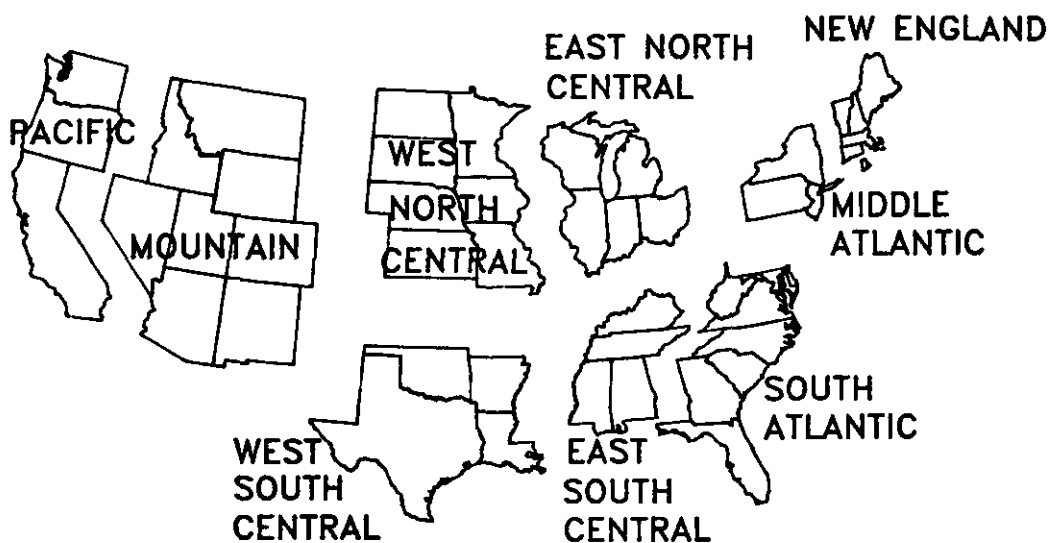 NEW ENGLAND
EAST NORTH
CENTRAL
PACIFIC
WEST
NORTH
CENTRAL
MOUNTAIN
MIDDLE
ATLANTIC
SOUTH
ATLANTIC
WEST
SOUTH
CENTRAL
EAST
SOUTH
CENTRAL